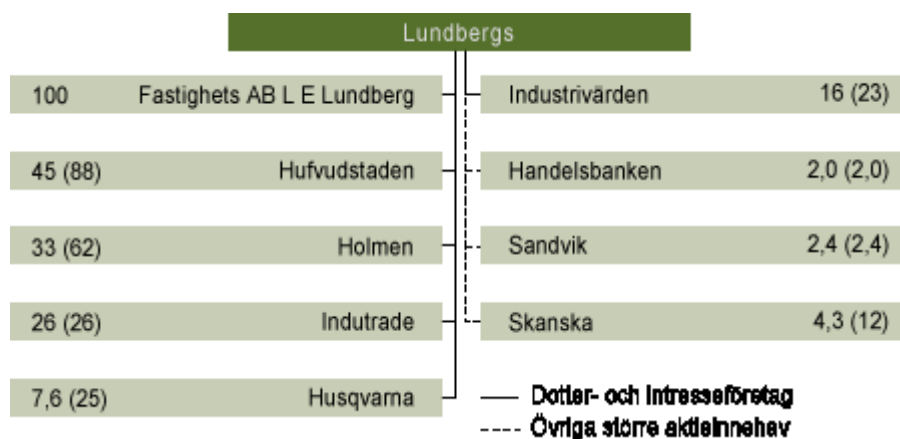 Lundbergs
100 Fastighets AB L E Lundberg
45 (88) Hufvudstaden
33 (62) Holmen
26 (26) Indutrade
7,6 (25) Husqvarna
Industrivärden 16 (23)
Handelsbanken 2,0 (2,0)
Sandvik 2,4 (2,4)
Skanska 4,3 (12)
Dotter- och intresseföretag
Övriga större aktieinnehav